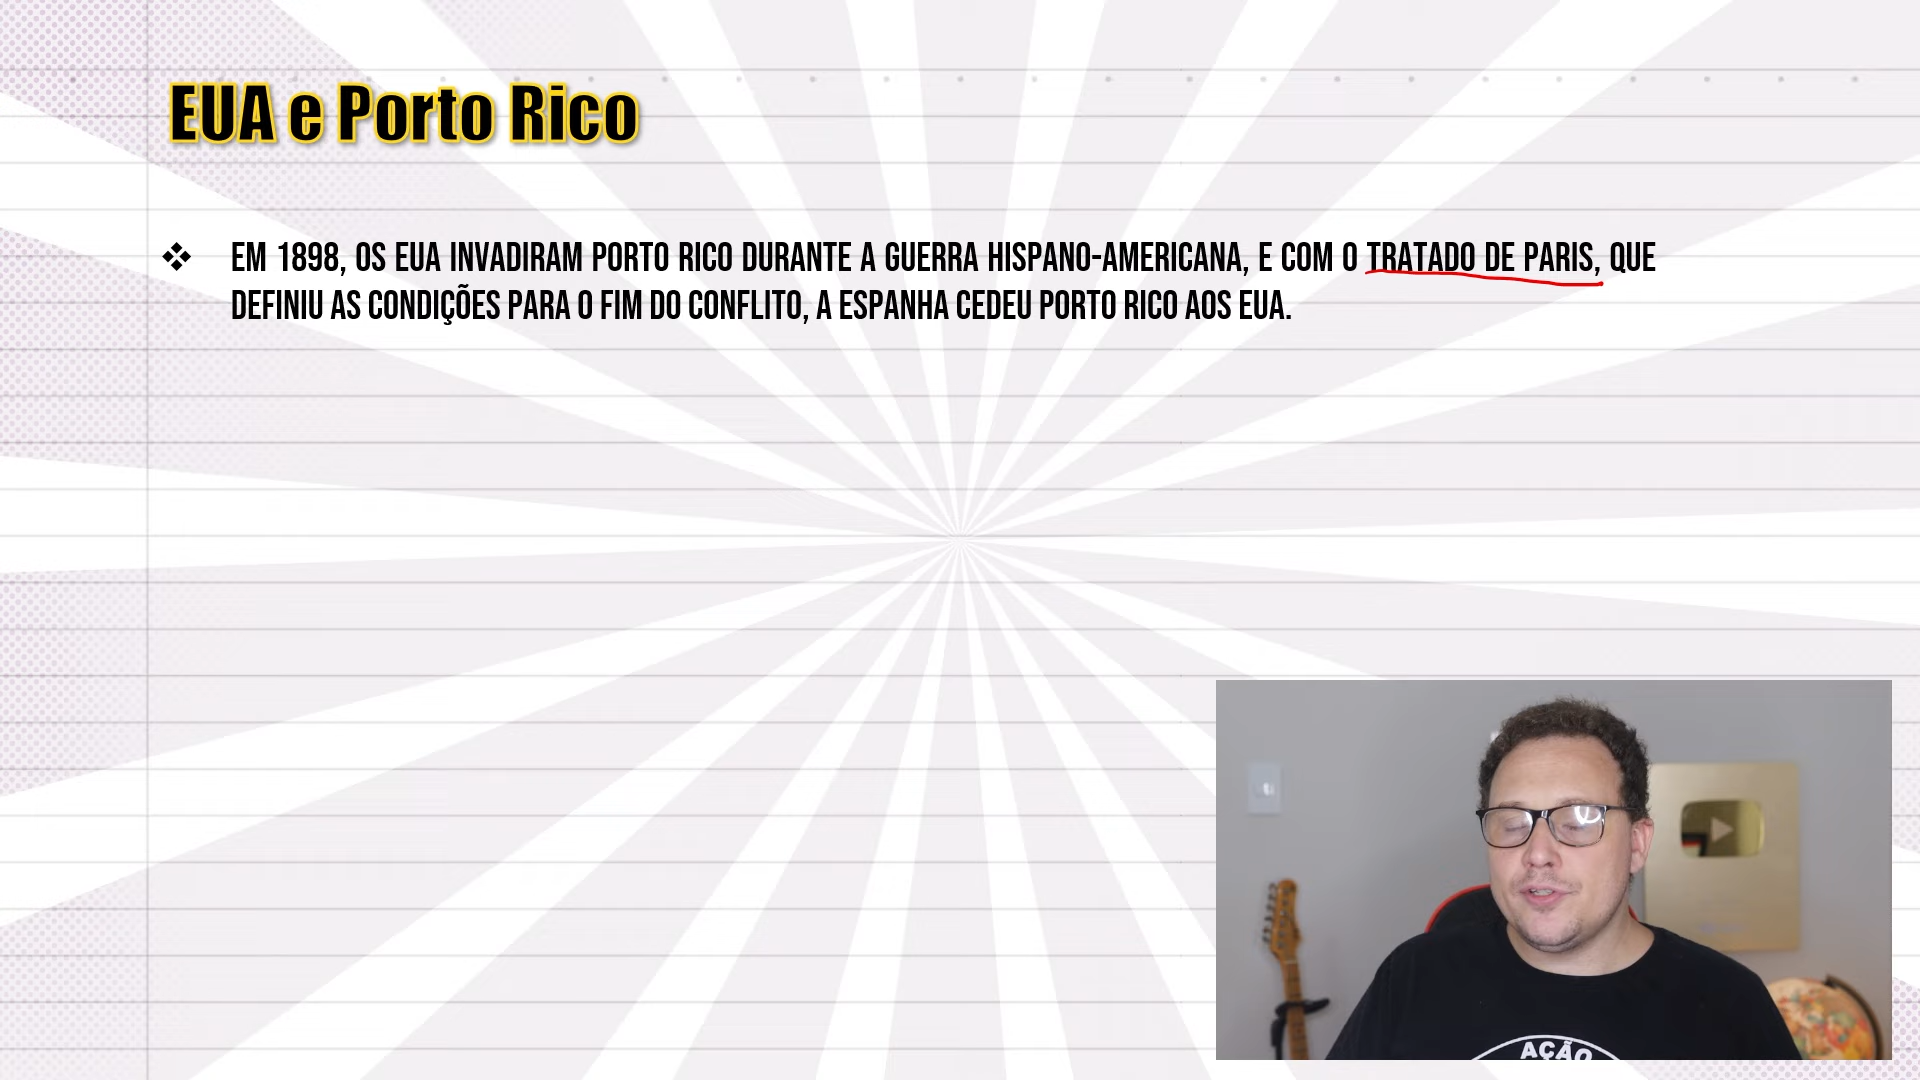 EUA e Porto Rico
❖ EM 1898, OS EUA INVADIRAM PORTO RICO DURANTE A GUERRA HISPANO-AMERICANA, E COM O TRATADO DE PARIS, QUE
DEFINIU AS CONDIÇÕES PARA O FIM DO CONFLITO, A ESPANHA CEDEU PORTO RICO AOS EUA.
AÇÃO